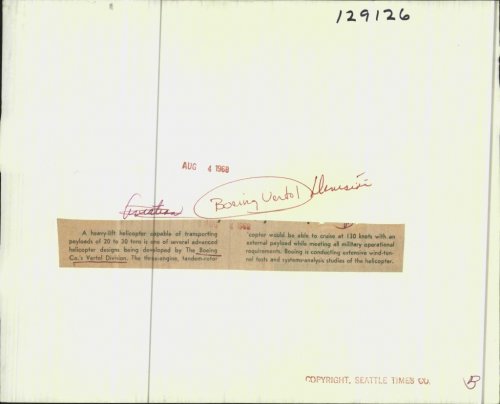 129126
AUG 4 1968
Aviation Boeing Vertol Division
A heavy-lift helicopter capable of transporting
payloads of 20 to 30 tons is one of several advanced
helicopter designs being developed by The Boeing
Co.'s Vertol Division. The three-engine, tandem-rotor
copter would be able to cruise at 130 knots with an
external payload while meeting all military operational
requirements. Boeing is conducting extensive wind-tun-
nel tests and systems-analysis studies of the helicopter.
COPYRIGHT, SEATTLE TIMES CO.